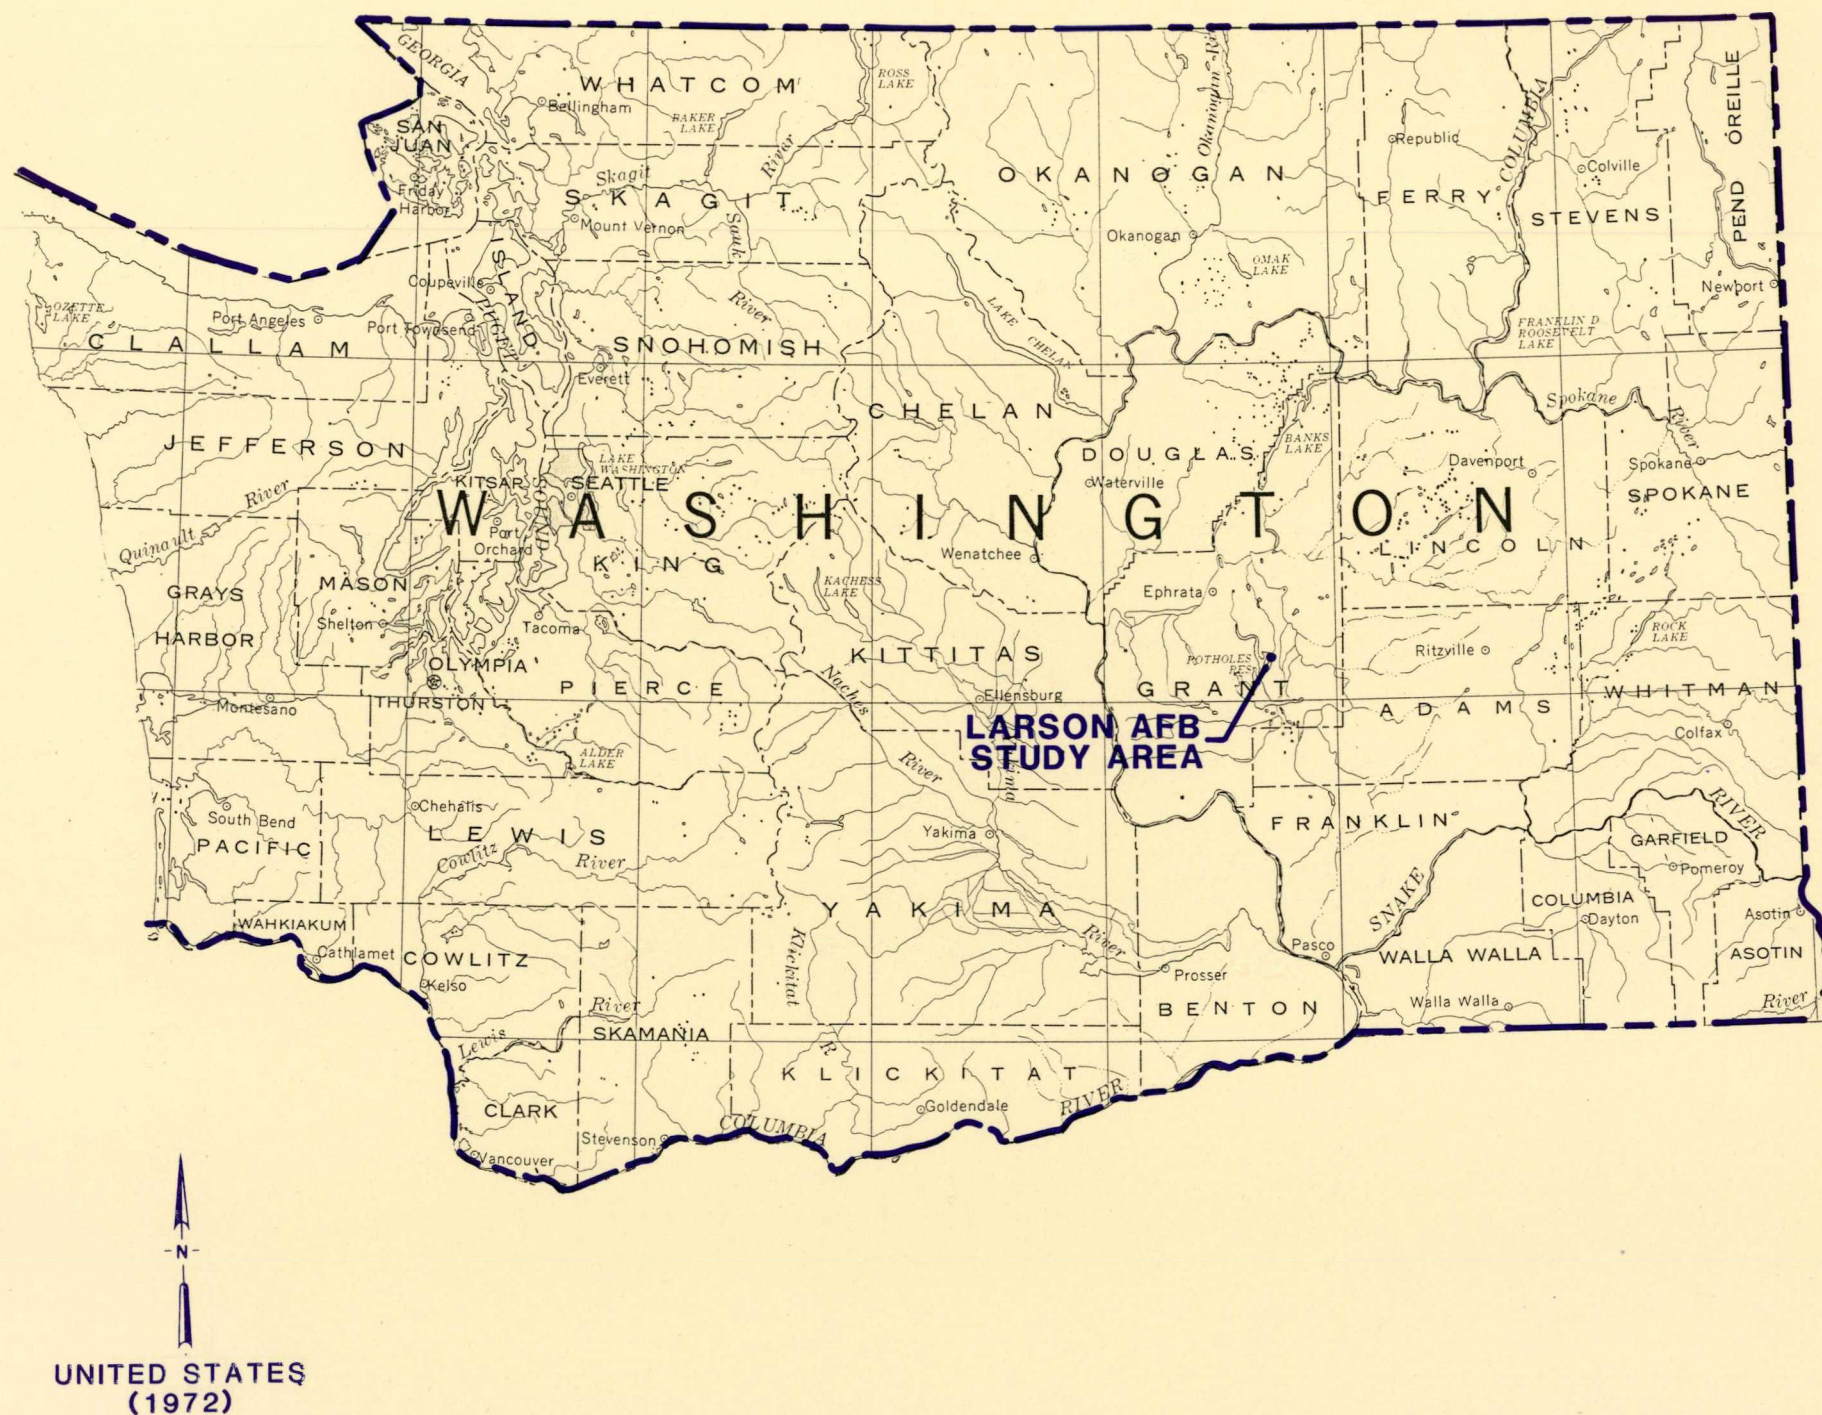 GEORGIA
WHATCOM
Bellingham
ROSS
LAKE
BAKER
LAKE
River
SAN
JUAN
Friday
Harbor
Skagit
SKAGIT
Mount Vernon
Sauk
River
OKANOGAN
Okanogan
OMAK
LAKE
Republic
COLUMBIA
FERRY
Colville
STEVENS
PEND OREILLE
Newport
FRANKLIN D
ROOSEVELT
LAKE
OZETTE
LAKE
Port Angeles
CLALLAM
Coupeville
ISLAND
PUGET
Port Townsend
SNOHOMISH
Everett
LAKE
CHELAN
CHELAN
Spokane
River
JEFFERSON
Quinault
River
KITSAP
SOUND
LAKE
WASHINGTON
SEATTLE
DOUGLAS
BANKS
LAKE
Waterville
Davenport
Spokane
SPOKANE
WASHINGTON
Port
Orchard
KING
Wenatchee
LINCOLN
GRAYS
HARBOR
MASON
Shelton
Tacoma
KACHESS
LAKE
Ephrata
ROCK
LAKE
OLYMPIA
KITTITAS
POTHOLES
RES
Ritzville
Montesano
THURSTON
PIERCE
Naches
River
Ellensburg
GRANT
ADAMS
WHITMAN
LARSON AFB
STUDY AREA
Colfax
ALDER
LAKE
Chehalis
South Bend
PACIFIC
LEWIS
Cowlitz
River
Yakima
FRANKLIN
RIVER
GARFIELD
Pomeroy
WAHKIAKUM
Cathlamet
YAKIMA
River
SNAKE
COLUMBIA
Dayton
Asotin
COWLITZ
Kelso
Klickitat
R
Prosser
Pasco
WALLA WALLA
ASOTIN
River
Lewis
River
SKAMANIA
BENTON
Walla Walla
CLARK
KLICKITAT
Goldendale
Stevenson
COLUMBIA
RIVER
Vancouver
N
UNITED STATES
(1972)